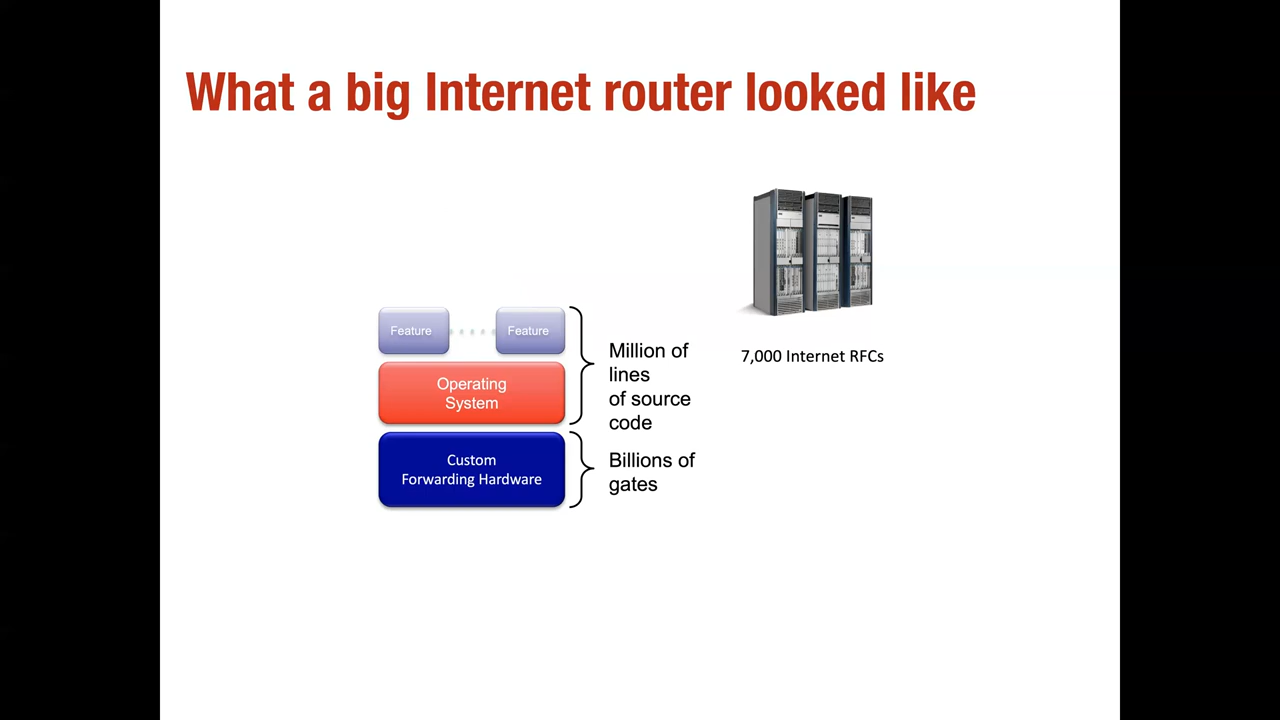 What a big Internet router looked like
Feature
Feature
Operating
System
Custom
Forwarding Hardware
Million of
lines
of source
code
Billions of
gates
7,000 Internet RFCs